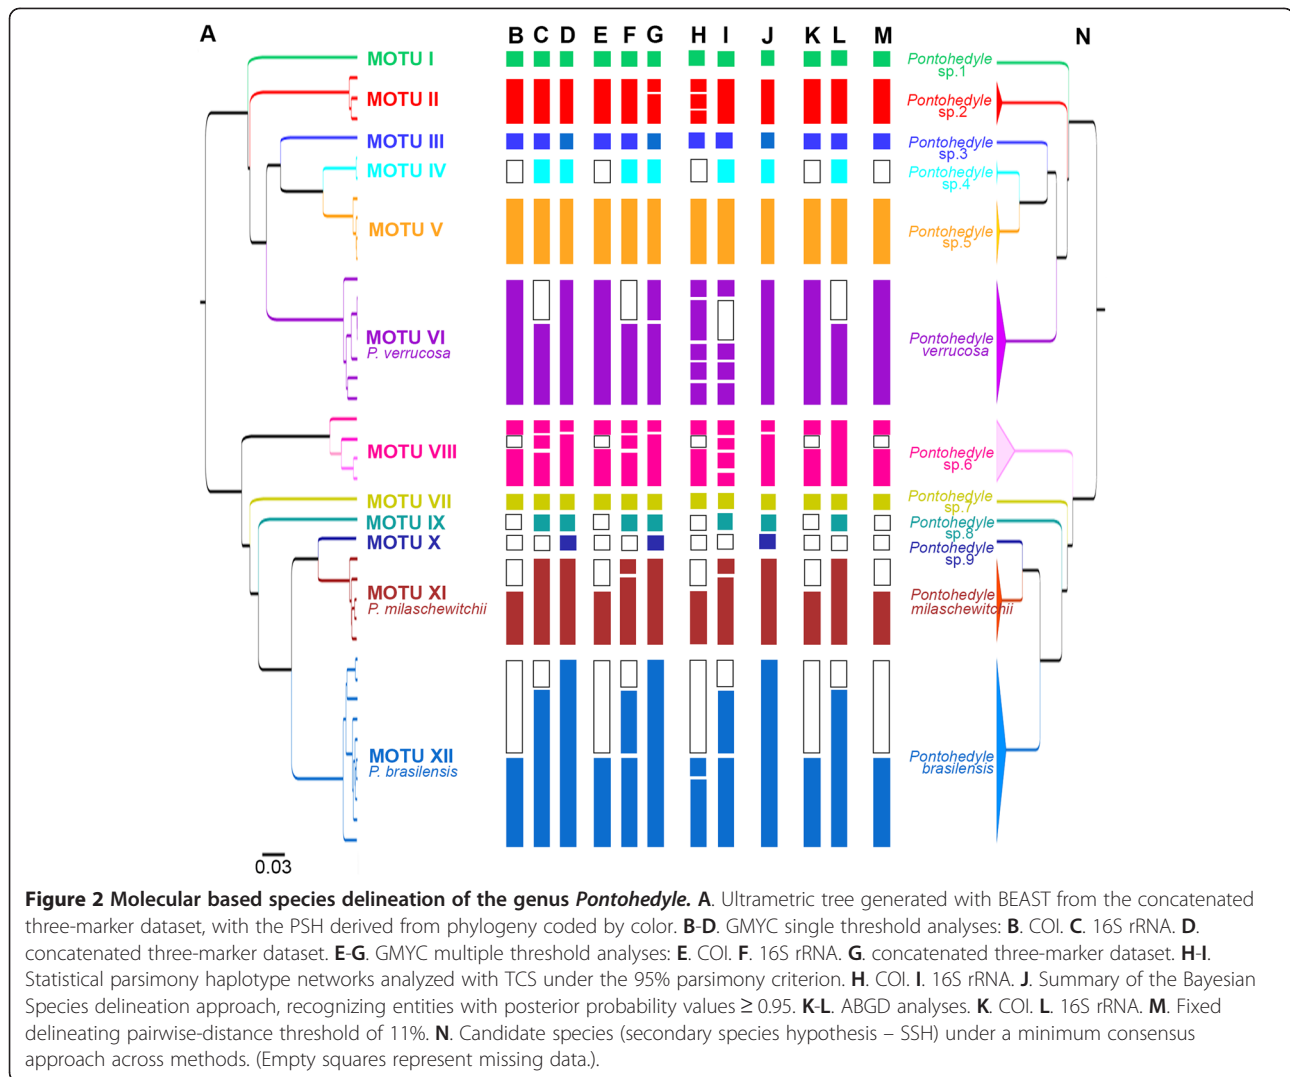 A B C D E F G H I J K L M N
MOTU I
MOTU II
MOTU III
MOTU IV
MOTU V
MOTU VI
P. verrucosa
MOTU VIII
MOTU VII
MOTU IX
MOTU X
MOTU XI
P. milaschewitchii
MOTU XII
P. brasilensis
0.03
Pontohedyle
sp.1
Pontohedyle
sp.2
Pontohedyle
sp.3
Pontohedyle
sp.4
Pontohedyle
sp.5
Pontohedyle
verrucosa
Pontohedyle
sp.6
Pontohedyle
sp.7
Pontohedyle
sp.8
Pontohedyle
sp.9
Pontohedyle
milaschewitchii
Pontohedyle
brasilensis
Figure 2 Molecular based species delineation of the genus Pontohedyle. A. Ultrametric tree generated with BEAST from the concatenated
three-marker dataset, with the PSH derived from phylogeny coded by color. B-D. GMYC single threshold analyses: B. COI. C. 16S rRNA. D.
concatenated three-marker dataset. E-G. GMYC multiple threshold analyses: E. COI. F. 16S rRNA. G. concatenated three-marker dataset. H-I.
Statistical parsimony haplotype networks analyzed with TCS under the 95% parsimony criterion. H. COI. I. 16S rRNA. J. Summary of the Bayesian
Species delineation approach, recognizing entities with posterior probability values ≥ 0.95. K-L. ABGD analyses. K. COI. L. 16S rRNA. M. Fixed
delineating pairwise-distance threshold of 11%. N. Candidate species (secondary species hypothesis – SSH) under a minimum consensus
approach across methods. (Empty squares represent missing data.).